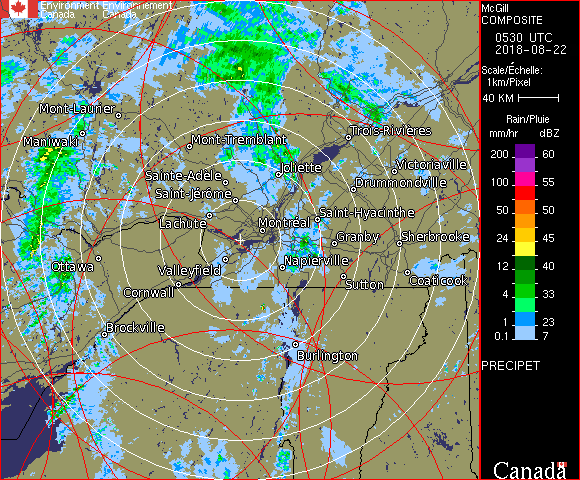 Environment Environnement
Canada Canada
McGill
COMPOSITE
0530 UTC
2018-08-22
Scale/Échelle:
1km/Pixel
40 KM
Rain/Pluie
mm/hr dBZ
200 60
100 55
50 50
24 45
12 40
4 33
1 23
0.1 7
PRECIPET
Canada
Mont-Laurier
Maniwaki
Mont-Tremblant
Trois-Rivières
Joliette
Victoriaville
Sainte-Adèle
Drummondville
Saint-Jérôme
Lachute
Saint-Hyacinthe
Montréal
Granby
Sherbrooke
Ottawa
Valleyfield
Napierville
Sutton
Coaticook
Cornwall
Brockville
Burlington